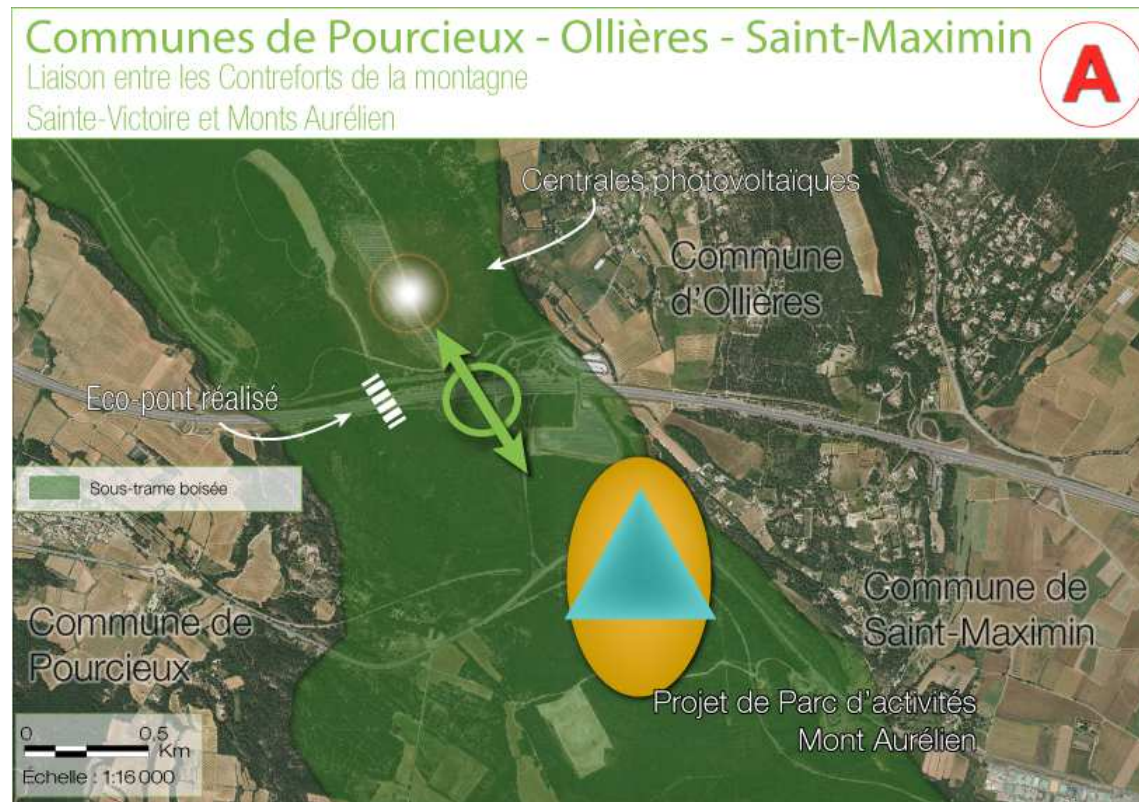 Communes de Pourcieux - Ollières - Saint-Maximin
Liaison entre les Contreforts de la montagne
Sainte-Victoire et Monts Aurélien
A
Centrales photovoltaïques
Commune
d'Ollières
Eco-pont réalisé
Sous-trame boisée
Commune de
Pourcieux
Commune de
Saint-Maximin
Projet de Parc d'activités
Mont Aurélien
0 0.5
Km
Échelle : 1:16 000